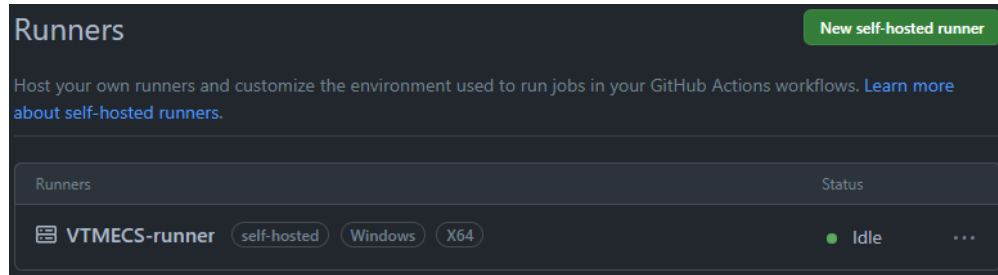 Runners
New self-hosted runner
Host your own runners and customize the environment used to run jobs in your GitHub Actions workflows. Learn more
about self-hosted runners.
Runners Status
VTMECS-runner self-hosted Windows X64 Idle